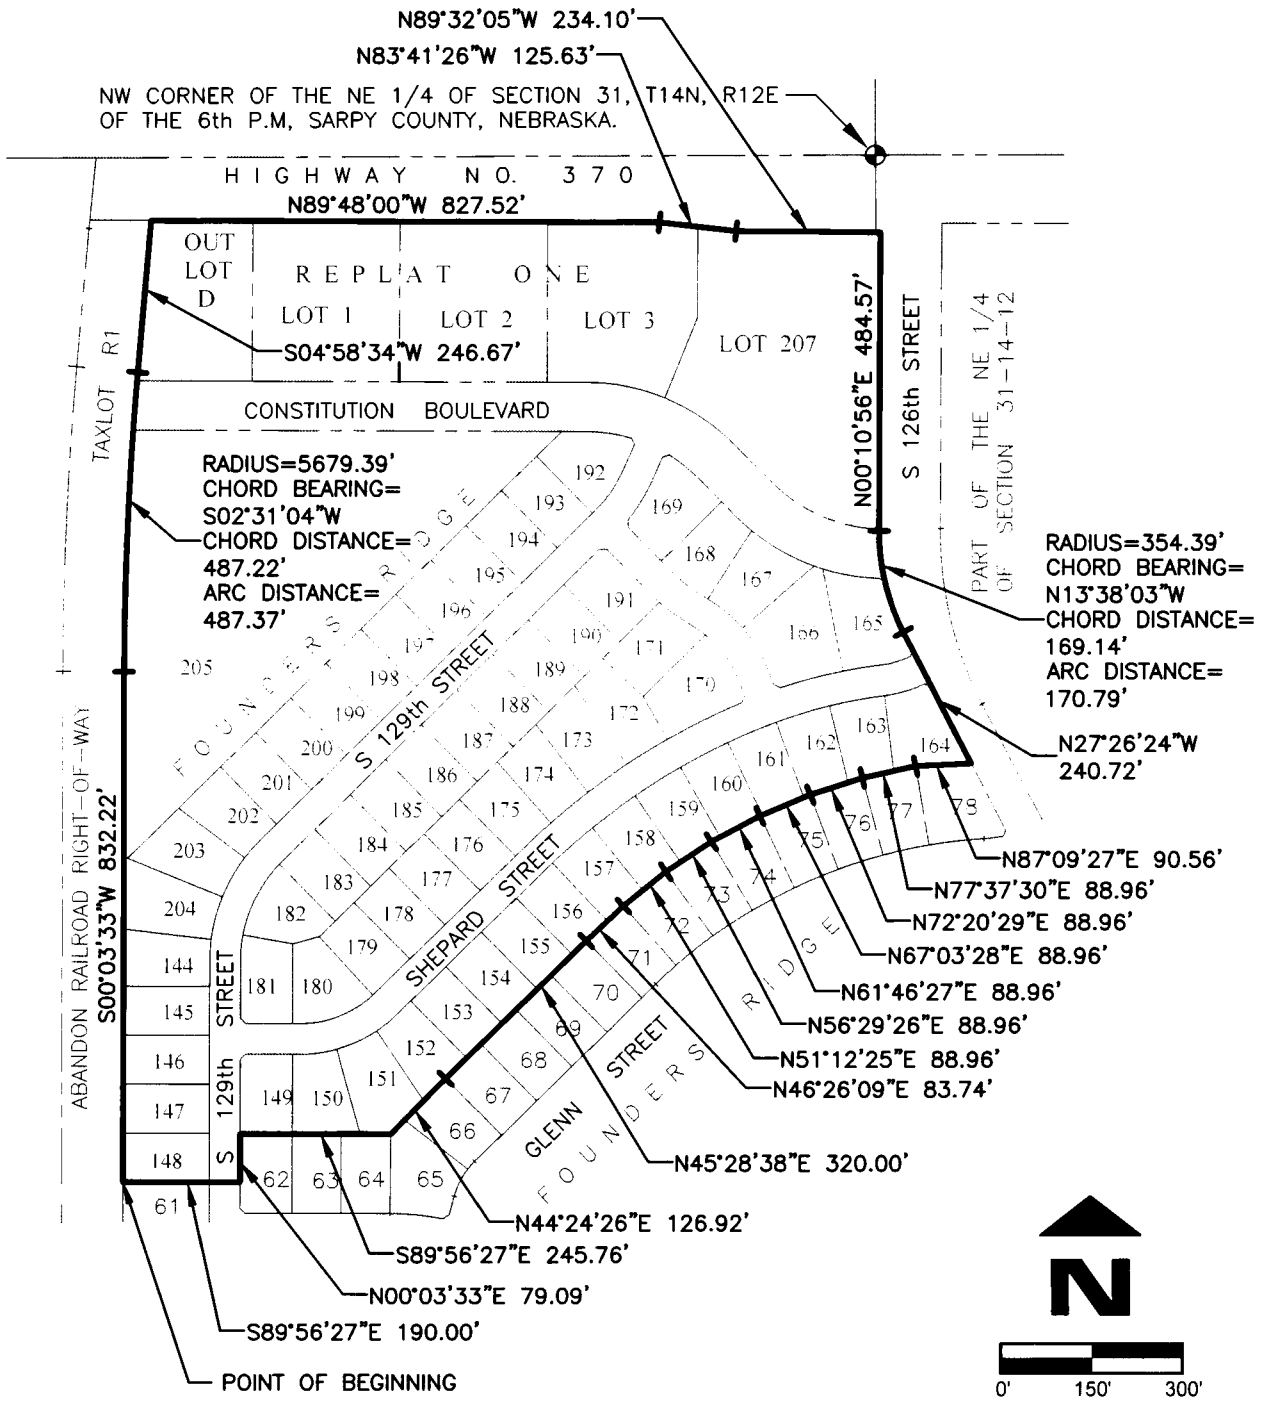 N89°32'05"W 234.10'
N83°41'26"W 125.63'
NW CORNER OF THE NE 1/4 OF SECTION 31, T14N, R12E
OF THE 6th P.M, SARPY COUNTY, NEBRASKA.
HIGHWAY NO. 370
N89°48'00"W 827.52'
OUT
LOT
D
REPLAT ONE
LOT 1
LOT 2
LOT 3
LOT 207
S04°58'34"W 246.67'
TAXLOT R1
CONSTITUTION BOULEVARD
N00°10'56"E 484.57'
S 126th STREET
PART OF THE NE 1/4
OF SECTION 31-14-12
RADIUS=5679.39'
CHORD BEARING=
S02°31'04"W
CHORD DISTANCE=
487.22'
ARC DISTANCE=
487.37'
RADIUS=354.39'
CHORD BEARING=
N13°38'03"W
CHORD DISTANCE=
169.14'
ARC DISTANCE=
170.79'
N27°26'24"W
240.72'
192
193
194
195
196
197
198
199
200
201
202
203
204
205
FOUNDERS RIDGE
S 129th STREET
169
168
167
166
165
191
190
189
188
187
186
185
184
183
182
171
170
172
173
174
175
176
177
178
179
180
181
SHEPARD STREET
164
163
162
161
160
159
158
157
156
155
154
153
152
151
150
149
144
145
146
147
148
S 129th STREET
ABANDON RAILROAD RIGHT-OF-WAY
S00°03'33"W 832.22'
78
77
76
75
74
73
72
71
70
69
68
67
66
65
64
63
62
61
GLENN STREET
FOUNDERS RIDGE
N87°09'27"E 90.56'
N77°37'30"E 88.96'
N72°20'29"E 88.96'
N67°03'28"E 88.96'
N61°46'27"E 88.96'
N56°29'26"E 88.96'
N51°12'25"E 88.96'
N46°26'09"E 83.74'
N45°28'38"E 320.00'
N44°24'26"E 126.92'
S89°56'27"E 245.76'
N00°03'33"E 79.09'
S89°56'27"E 190.00'
POINT OF BEGINNING
N
0' 150' 300'